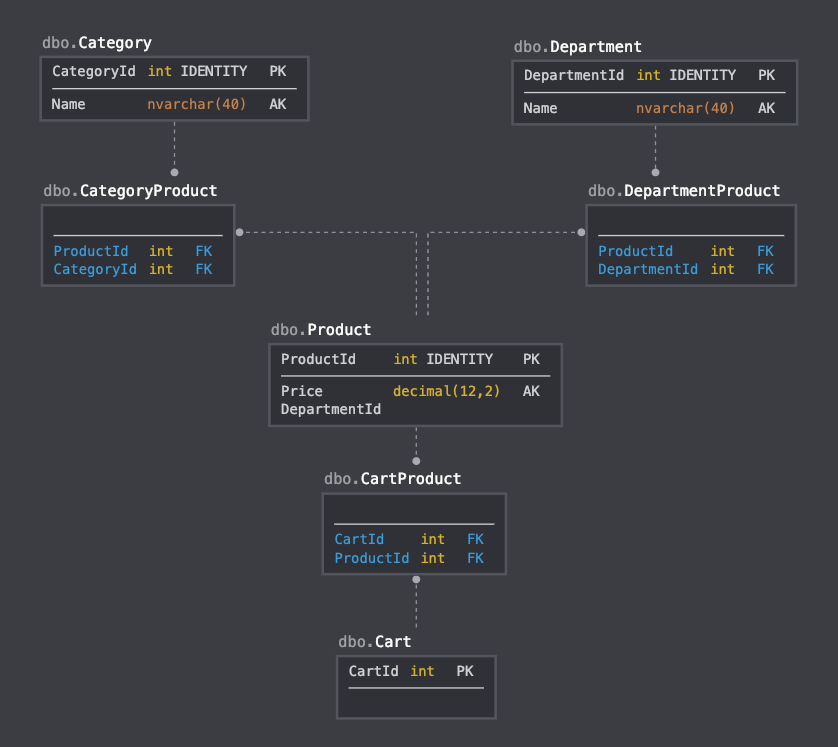 dbo.Category
CategoryId int IDENTITY PK
Name nvarchar(40) AK
dbo.Department
DepartmentId int IDENTITY PK
Name nvarchar(40) AK
dbo.CategoryProduct
ProductId int FK
CategoryId int FK
dbo.DepartmentProduct
ProductId int FK
DepartmentId int FK
dbo.Product
ProductId int IDENTITY PK
Price decimal(12,2) AK
DepartmentId
dbo.CartProduct
CartId int FK
ProductId int FK
dbo.Cart
CartId int PK